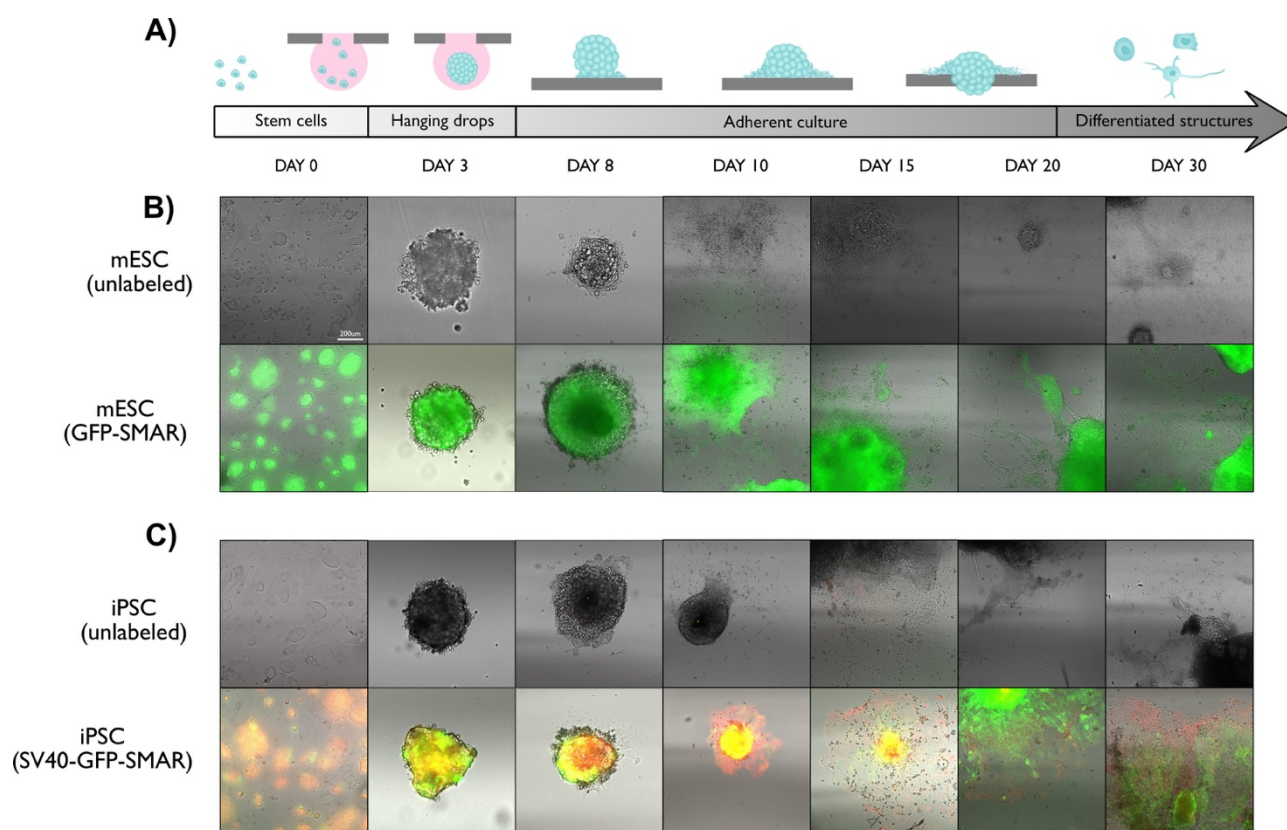 A)
Stem cells
Hanging drops
Adherent culture
Differentiated structures
DAY 0
DAY 3
DAY 8
DAY 10
DAY 15
DAY 20
DAY 30
B)
mESC
(unlabeled)
200um
mESC
(GFP-SMAR)
C)
iPSC
(unlabeled)
iPSC
(SV40-GFP-SMAR)